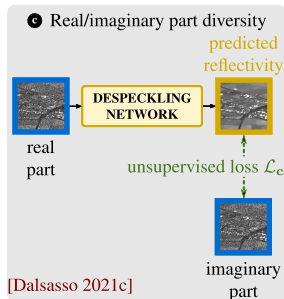 c Real/imaginary part diversity
predicted
reflectivity
DESPECKLING
NETWORK
real
part
unsupervised loss ℒc
imaginary
part
[Dalsasso 2021c]